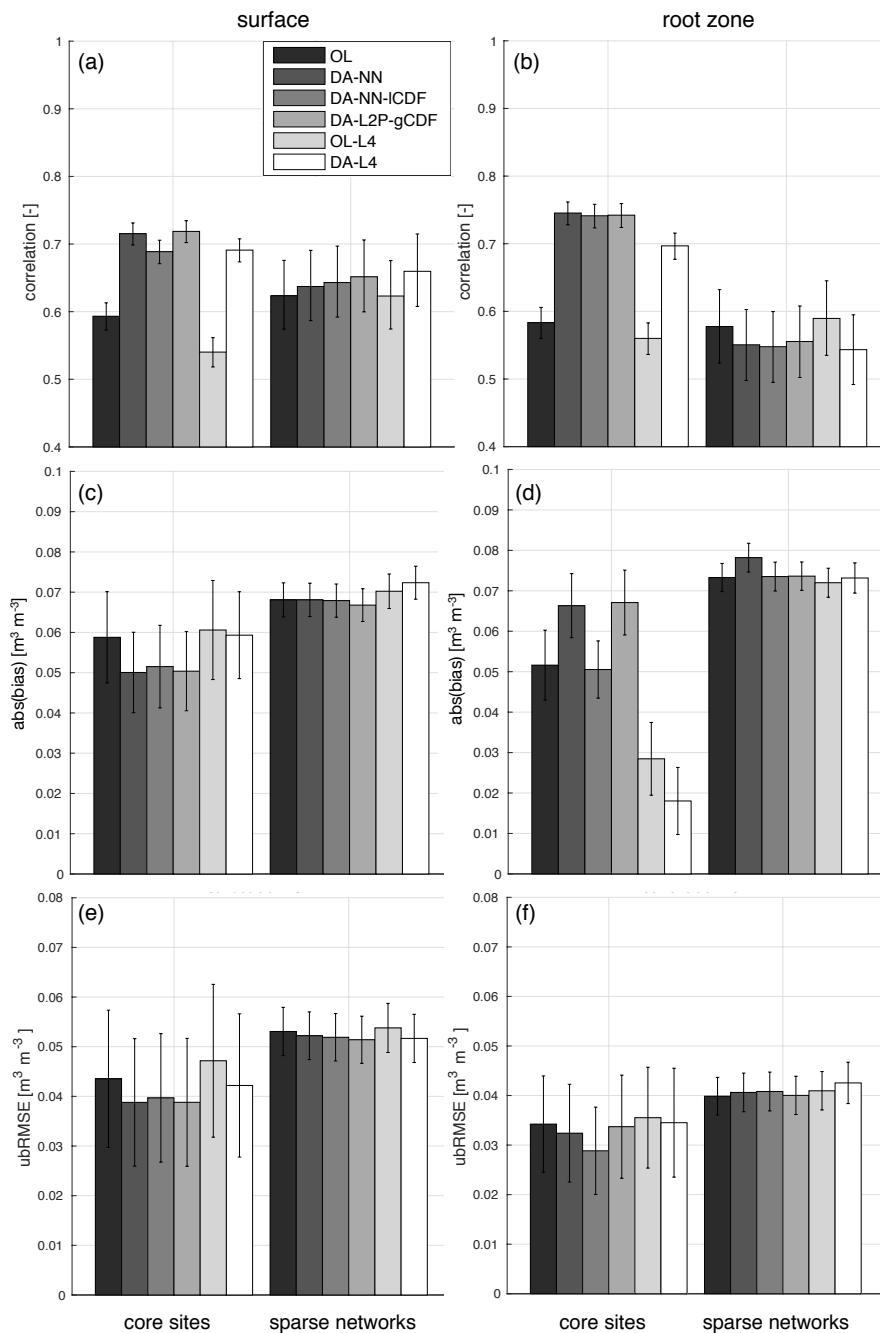 surface
root zone
(a)
(b)
OL
DA-NN
DA-NN-lCDF
DA-L2P-gCDF
OL-L4
DA-L4
correlation [-]
1
0.9
0.8
0.7
0.6
0.5
0.4
correlation [-]
1
0.9
0.8
0.7
0.6
0.5
0.4
(c)
(d)
abs(bias) [m³ m⁻³]
0.1
0.09
0.08
0.07
0.06
0.05
0.04
0.03
0.02
0.01
0
abs(bias) [m³ m⁻³]
0.1
0.09
0.08
0.07
0.06
0.05
0.04
0.03
0.02
0.01
0
(e)
(f)
ubRMSE [m³ m⁻³ ]
0.08
0.07
0.06
0.05
0.04
0.03
0.02
0.01
0
ubRMSE [m³ m⁻³ ]
0.08
0.07
0.06
0.05
0.04
0.03
0.02
0.01
0
core sites
sparse networks
core sites
sparse networks